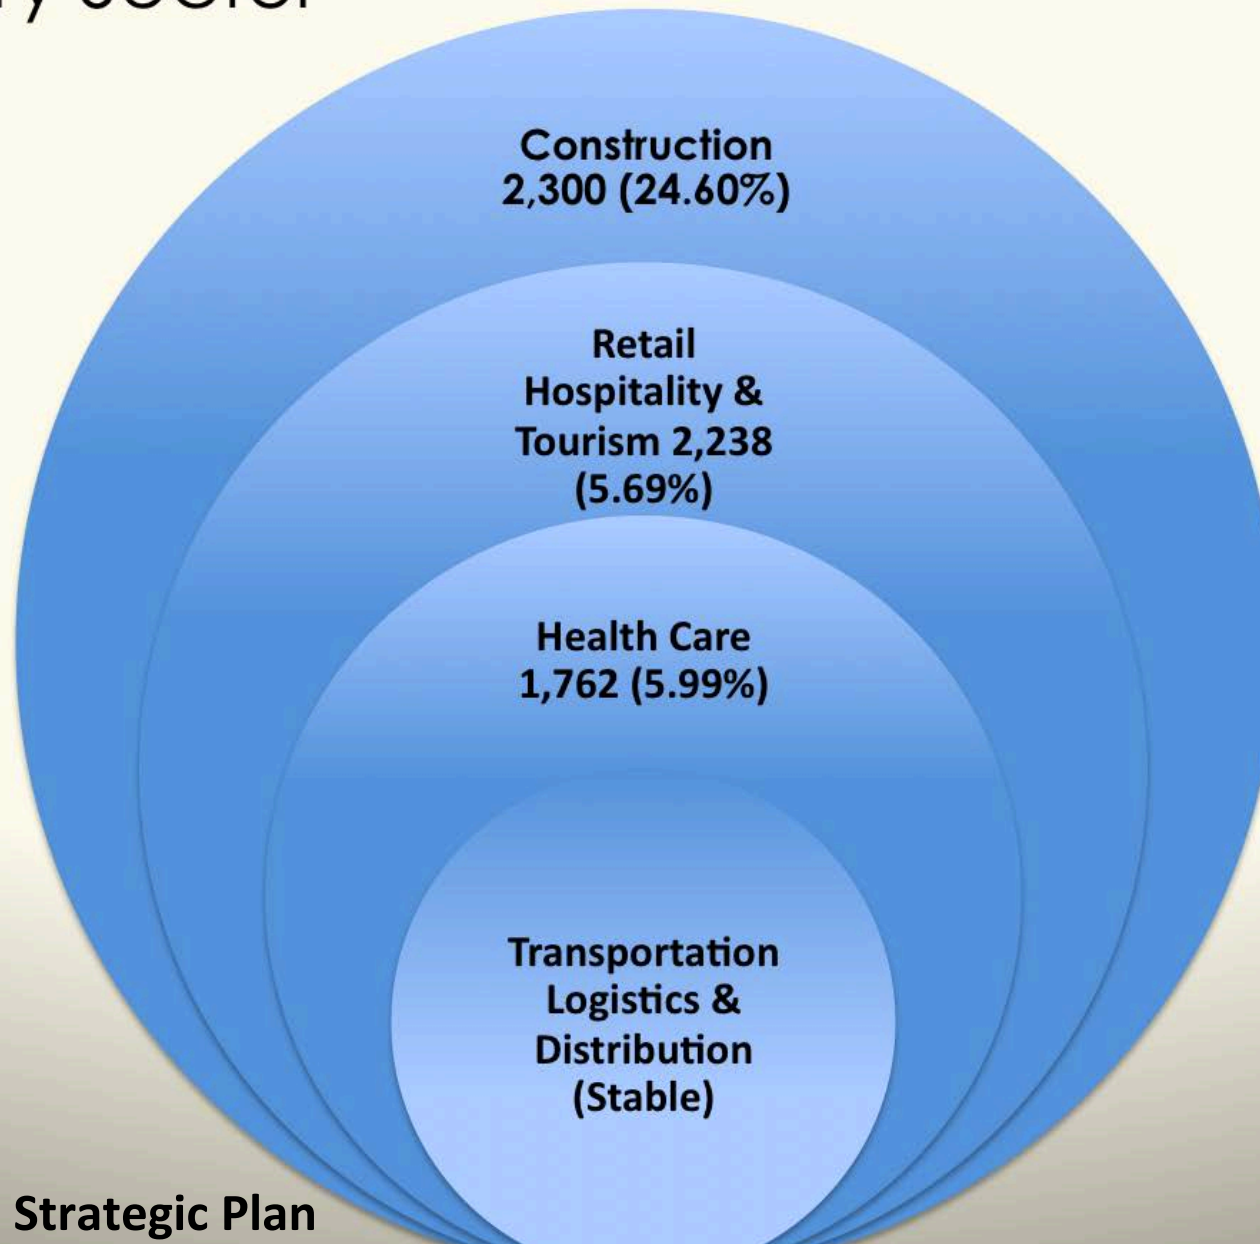 Construction
2,300 (24.60%)
Retail
Hospitality &
Tourism 2,238
(5.69%)
Health Care
1,762 (5.99%)
Transportation
Logistics &
Distribution
(Stable)
Strategic Plan